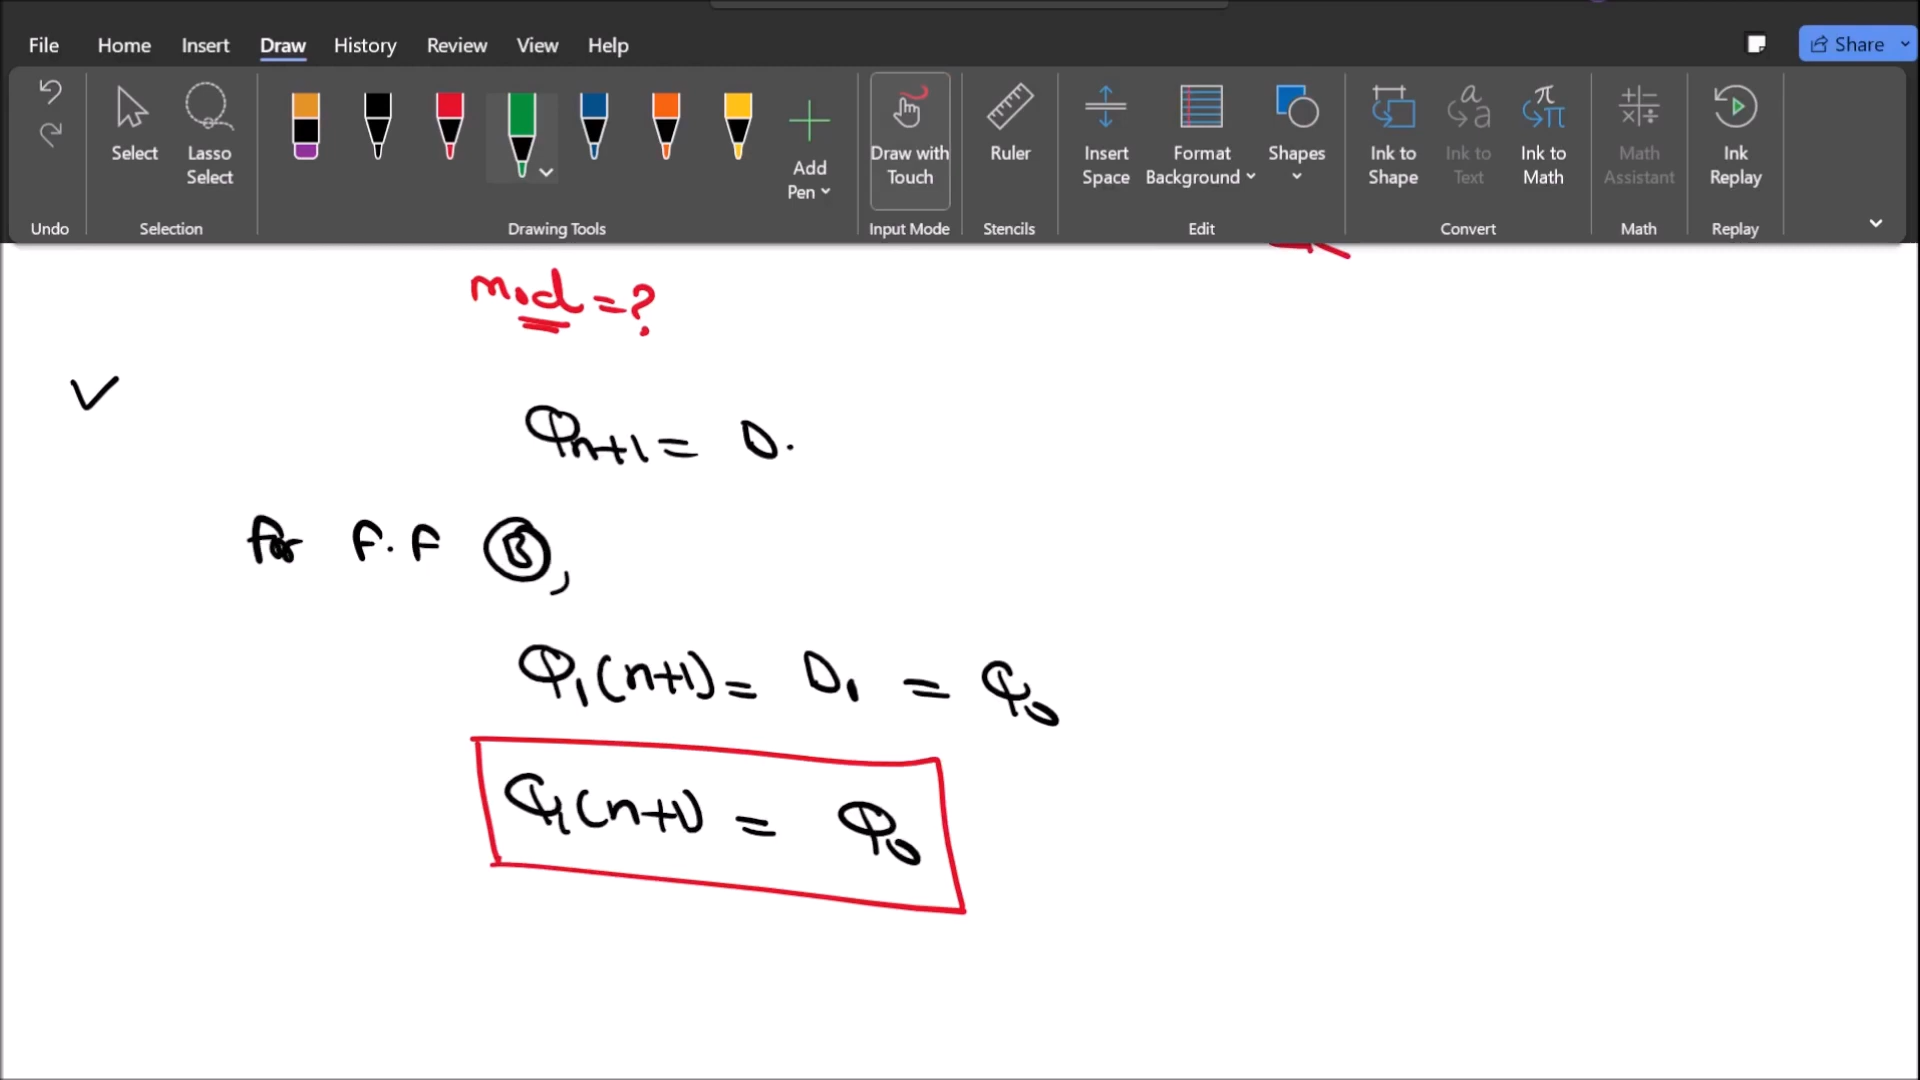 File Home Insert Draw History Review View Help Share
Select Lasso Select Add Pen Draw with Touch Ruler Insert Space Format Background Shapes Ink to Shape Ink to Text Ink to Math Math Assistant Ink Replay
Undo Selection Drawing Tools Input Mode Stencils Edit Convert Math Replay
mod = ?
Qn+1 = D.
for F.F B,
Q1(n+1) = D1 = Q0
Q1(n+1) = Q0